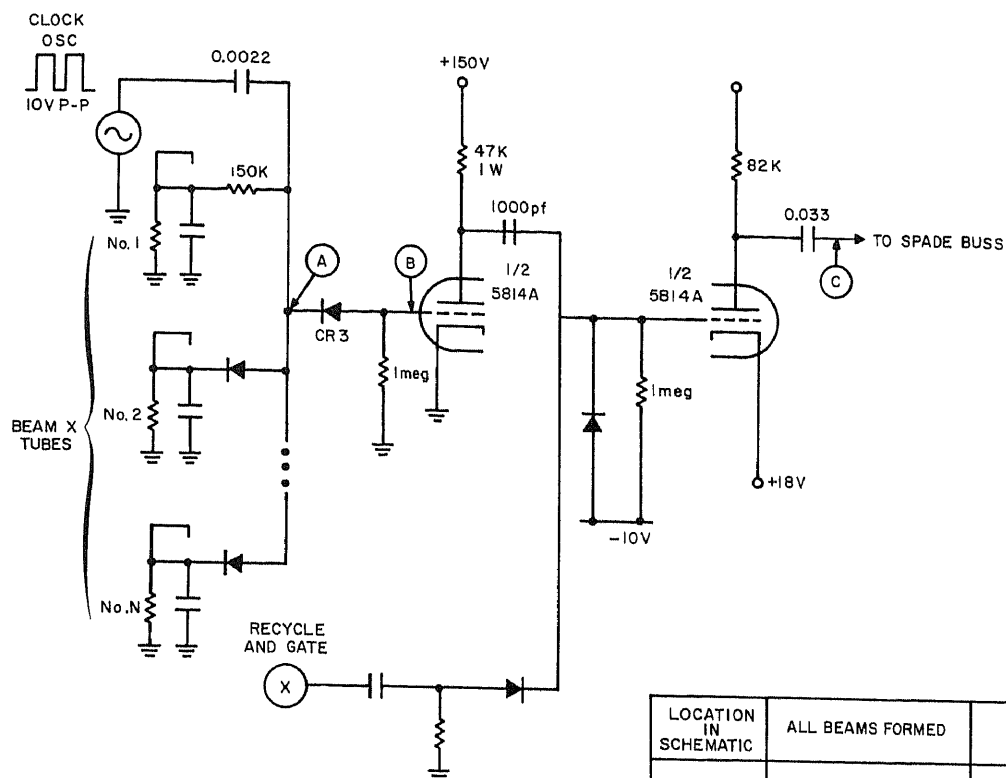 CLOCK
OSC
10V P-P
0.0022
+150V
47K
1W
82K
150K
1000pf
0.033
No. 1
TO SPADE BUSS
A
B
C
1/2
5814A
1/2
5814A
CR3
1meg
1meg
No. 2
BEAM X
TUBES
+18V
-10V
No. N
RECYCLE
AND GATE
X
LOCATION
IN
SCHEMATIC
ALL BEAMS FORMED